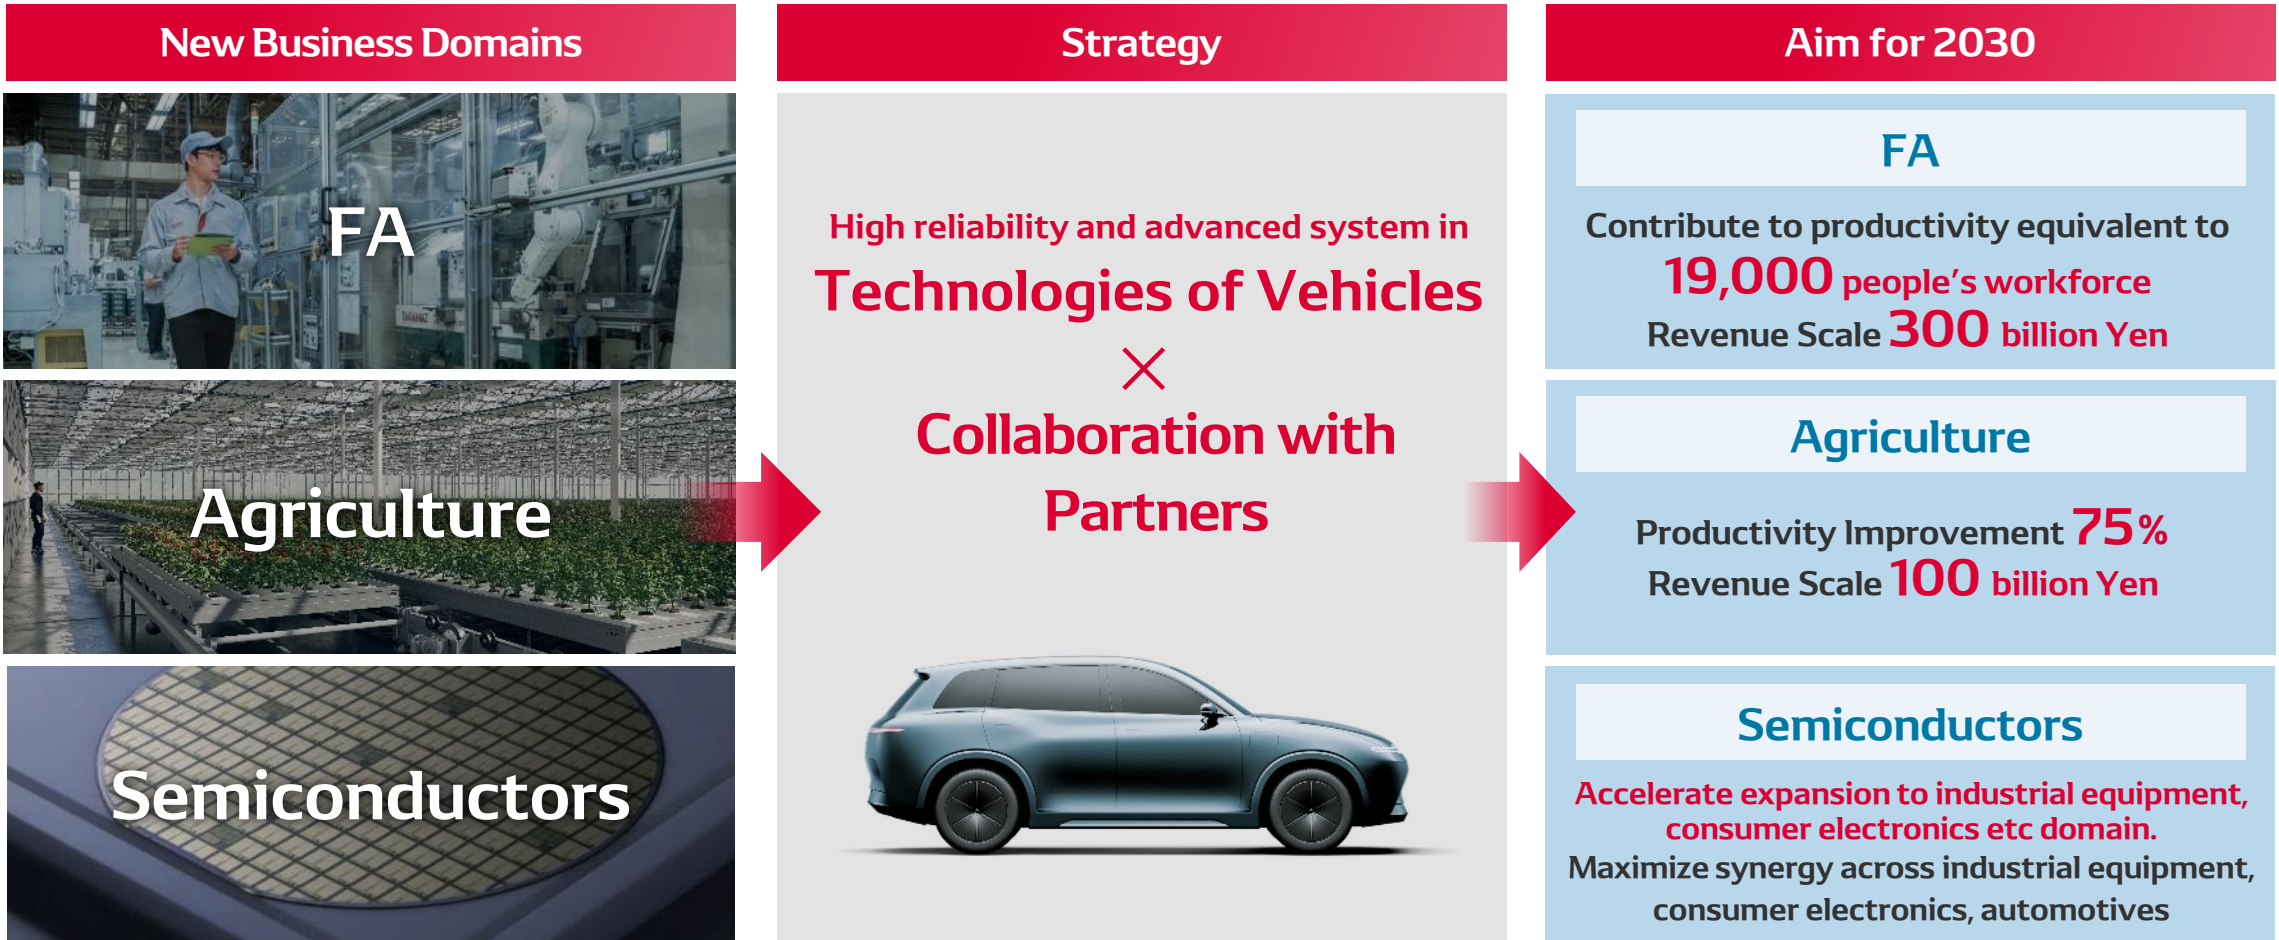 New Business Domains
Strategy
Aim for 2030
FA
Agriculture
Semiconductors
High reliability and advanced system in
Technologies of Vehicles
×
Collaboration with
Partners
FA
Contribute to productivity equivalent to
19,000 people's workforce
Revenue Scale 300 billion Yen
Agriculture
Productivity Improvement 75%
Revenue Scale 100 billion Yen
Semiconductors
Accelerate expansion to industrial equipment,
consumer electronics etc domain.
Maximize synergy across industrial equipment,
consumer electronics, automotives